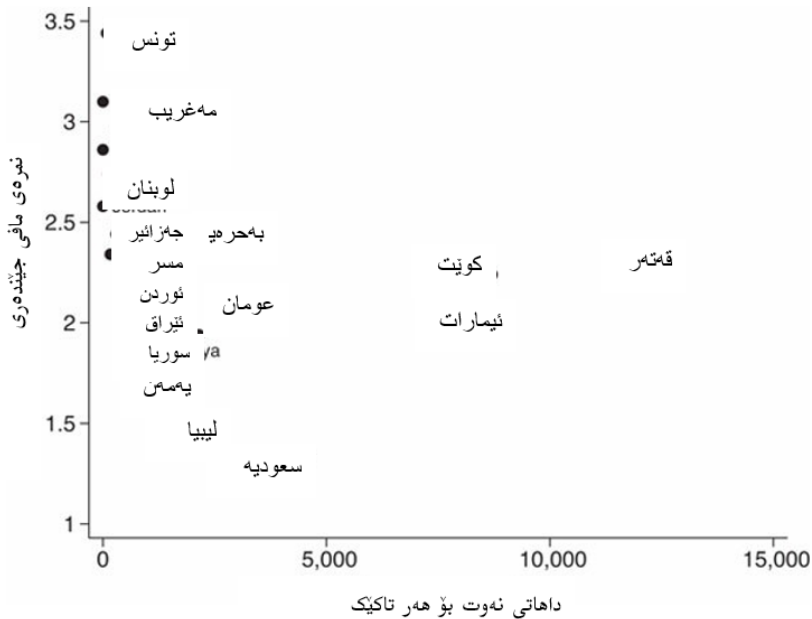 3.5
تونس
مەغریب
3
لوبنان
2.5
جەزائیر
بەحرەی
مسر
کوێت
قەتەر
ئوردن
عومان
نمرەی مافی جێندەری
2
ئێراق
ئیمارات
سوریا
ya
یەمەن
1.5
لیبیا
سعودیە
1
0
5,000
10,000
15,000
داهاتی نەوت بۆ هەر تاکێک